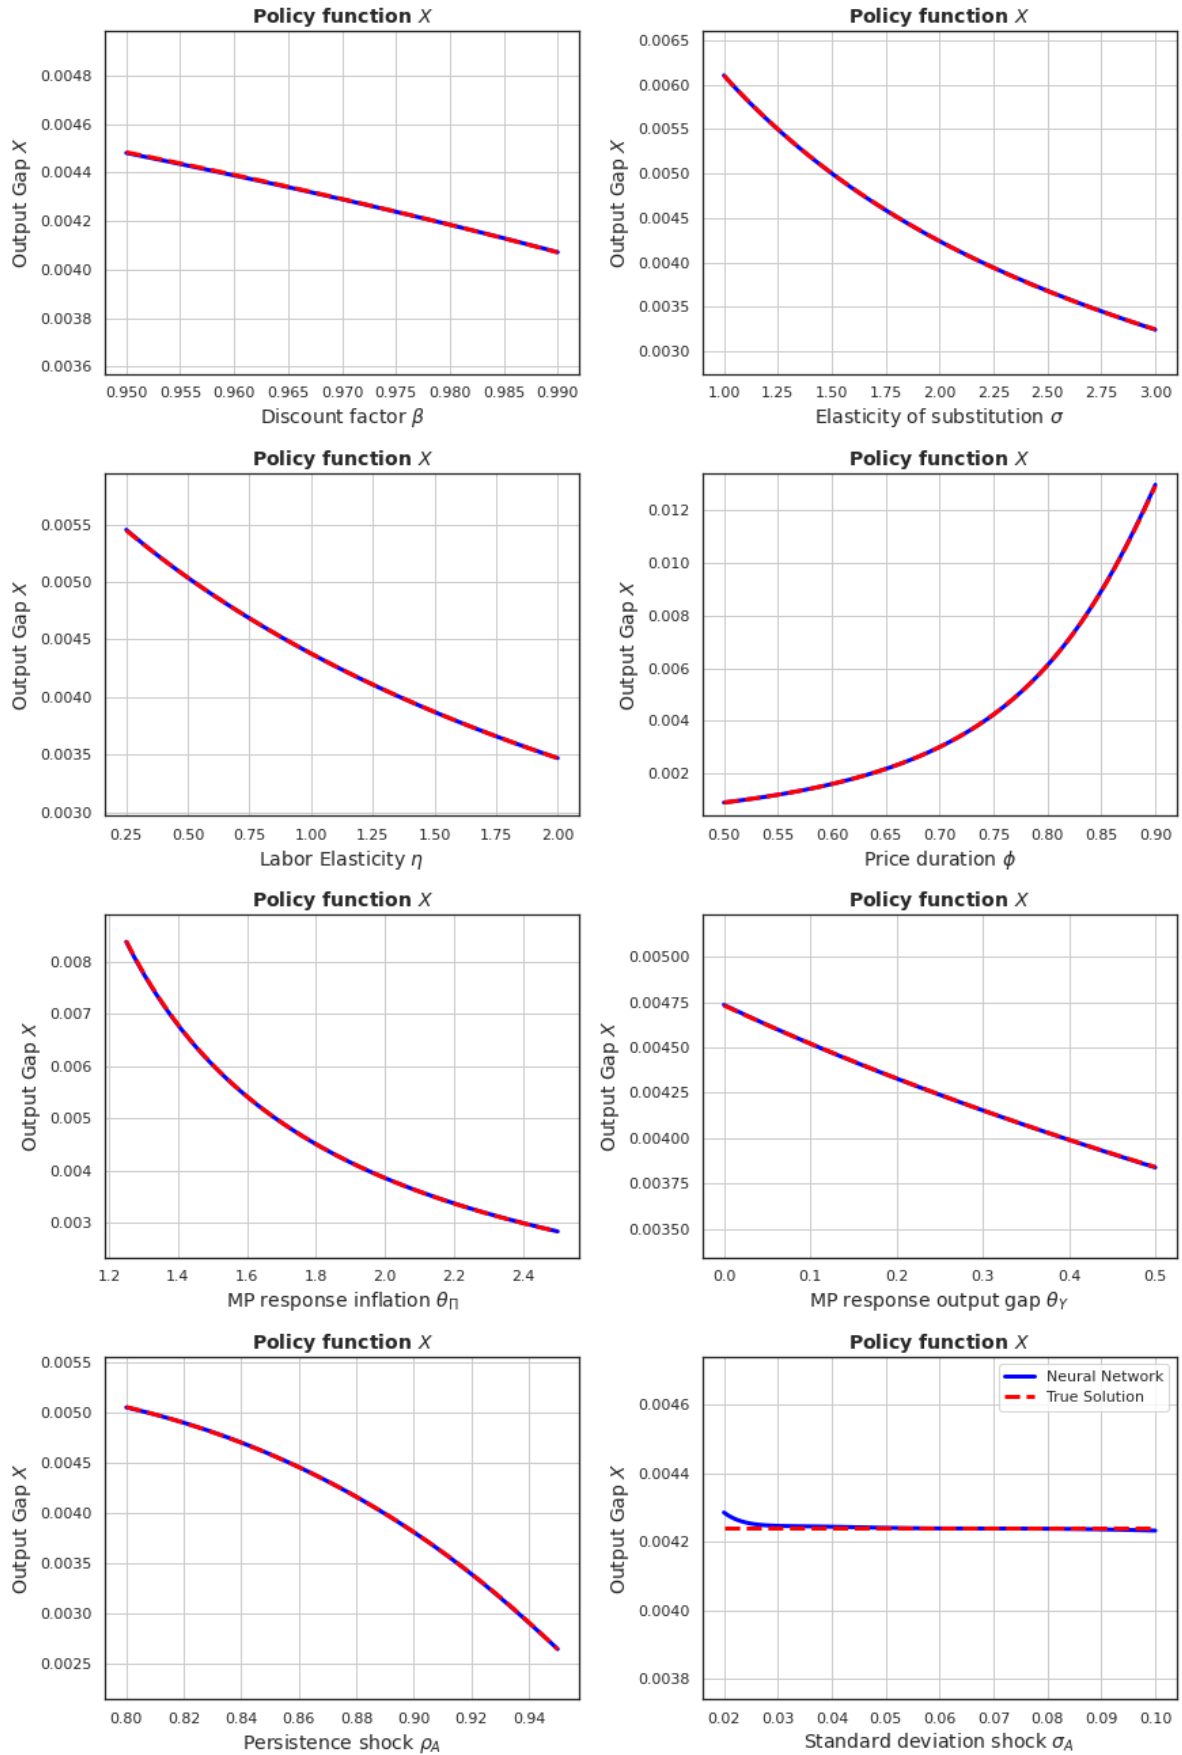 Policy function X
0.0048
0.0046
0.0044
0.0042
0.0040
0.0038
0.0036
Output Gap X
0.950 0.955 0.960 0.965 0.970 0.975 0.980 0.985 0.990
Discount factor β
Policy function X
0.0065
0.0060
0.0055
0.0050
0.0045
0.0040
0.0035
0.0030
Output Gap X
1.00 1.25 1.50 1.75 2.00 2.25 2.50 2.75 3.00
Elasticity of substitution σ
Policy function X
0.0055
0.0050
0.0045
0.0040
0.0035
0.0030
Output Gap X
0.25 0.50 0.75 1.00 1.25 1.50 1.75 2.00
Labor Elasticity η
Policy function X
0.012
0.010
0.008
0.006
0.004
0.002
Output Gap X
0.50 0.55 0.60 0.65 0.70 0.75 0.80 0.85 0.90
Price duration ϕ
Policy function X
0.008
0.007
0.006
0.005
0.004
0.003
Output Gap X
1.2 1.4 1.6 1.8 2.0 2.2 2.4
MP response inflation θ_Π
Policy function X
0.00500
0.00475
0.00450
0.00425
0.00400
0.00375
0.00350
Output Gap X
0.0 0.1 0.2 0.3 0.4 0.5
MP response output gap θ_Y
Policy function X
0.0055
0.0050
0.0045
0.0040
0.0035
0.0030
0.0025
Output Gap X
0.80 0.82 0.84 0.86 0.88 0.90 0.92 0.94
Persistence shock ρ_A
Policy function X
Neural Network
True Solution
0.0046
0.0044
0.0042
0.0040
0.0038
Output Gap X
0.02 0.03 0.04 0.05 0.06 0.07 0.08 0.09 0.10
Standard deviation shock σ_A